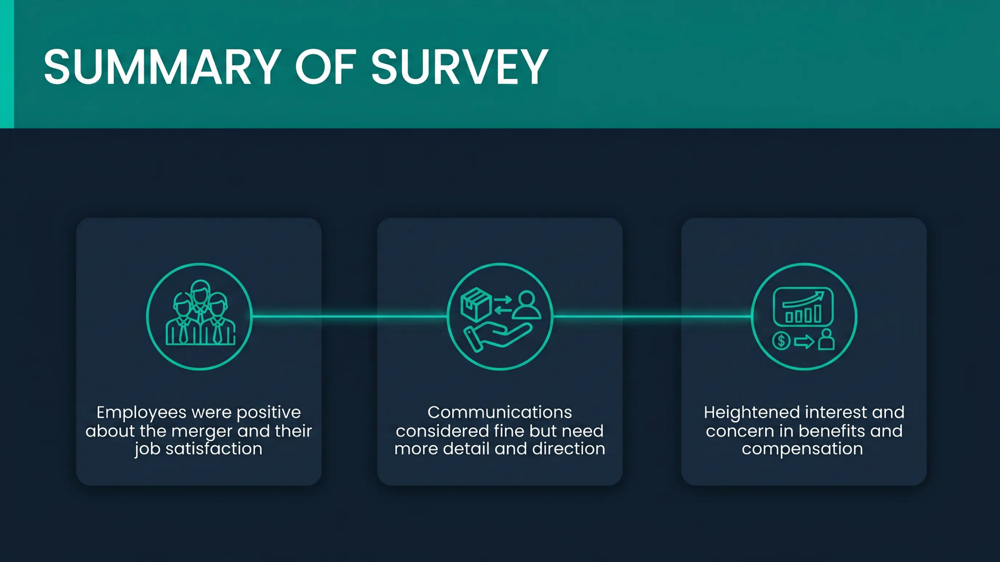 SUMMARY OF SURVEY
Employees were positive
about the merger and their
job satisfaction
Communications
considered fine but need
more detail and direction
Heightened interest and
concern in benefits and
compensation
$